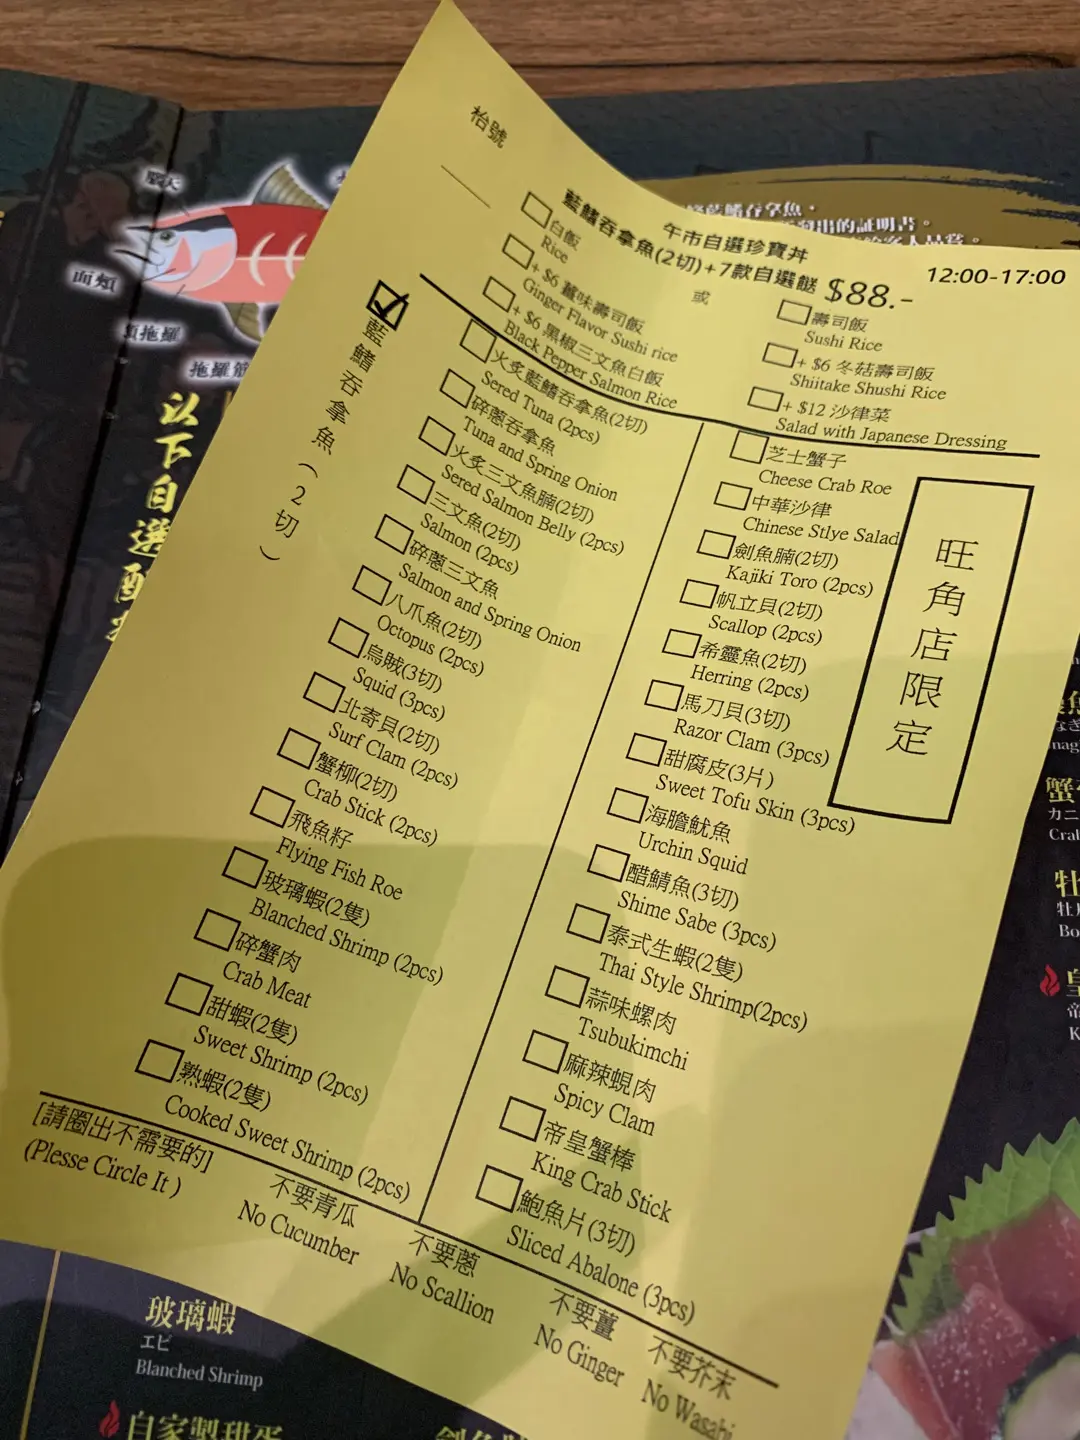 枱號
午市自選珍寶丼
藍鰭吞拿魚(2切)+7款自選餸 $88.-
12:00-17:00
白飯
Rice
+ $6 薑味壽司飯
Ginger Flavor Sushi rice
+ $6 黑椒三文魚白飯
Black Pepper Salmon Rice
或
壽司飯
Sushi Rice
+ $6 冬菇壽司飯
Shiitake Shushi Rice
+ $12 沙律菜
Salad with Japanese Dressing
藍鰭吞拿魚(2切)
火炙藍鰭吞拿魚(2切)
Sered Tuna (2pcs)
碎蔥吞拿魚
Tuna and Spring Onion
火炙三文魚腩(2切)
Sered Salmon Belly (2pcs)
三文魚(2切)
Salmon (2pcs)
碎蔥三文魚
Salmon and Spring Onion
八爪魚(2切)
Octopus (2pcs)
烏賊(3切)
Squid (3pcs)
北寄貝(2切)
Surf Clam (2pcs)
蟹柳(2切)
Crab Stick (2pcs)
飛魚籽
Flying Fish Roe
玻璃蝦(2隻)
Blanched Shrimp (2pcs)
碎蟹肉
Crab Meat
甜蝦(2隻)
Sweet Shrimp (2pcs)
熟蝦(2隻)
Cooked Sweet Shrimp (2pcs)
芝士蟹子
Cheese Crab Roe
中華沙律
Chinese Stlye Salad
劍魚腩(2切)
Kajiki Toro (2pcs)
帆立貝(2切)
Scallop (2pcs)
希靈魚(2切)
Herring (2pcs)
馬刀貝(3切)
Razor Clam (3pcs)
甜腐皮(3片)
Sweet Tofu Skin (3pcs)
海膽魷魚
Urchin Squid
醋鯖魚(3切)
Shime Sabe (3pcs)
泰式生蝦(2隻)
Thai Style Shrimp(2pcs)
蒜味螺肉
Tsubukimchi
麻辣蜆肉
Spicy Clam
帝皇蟹棒
King Crab Stick
鮑魚片(3切)
Sliced Abalone (3pcs)
旺角店限定
[請圈出不需要的]
(Plesse Circle It )
不要青瓜
No Cucumber
不要蔥
No Scallion
不要薑
No Ginger
不要芥末
No Wasabi
面頰
以下自選配
玻璃蝦
エビ
Blanched Shrimp
自家製甜蛋